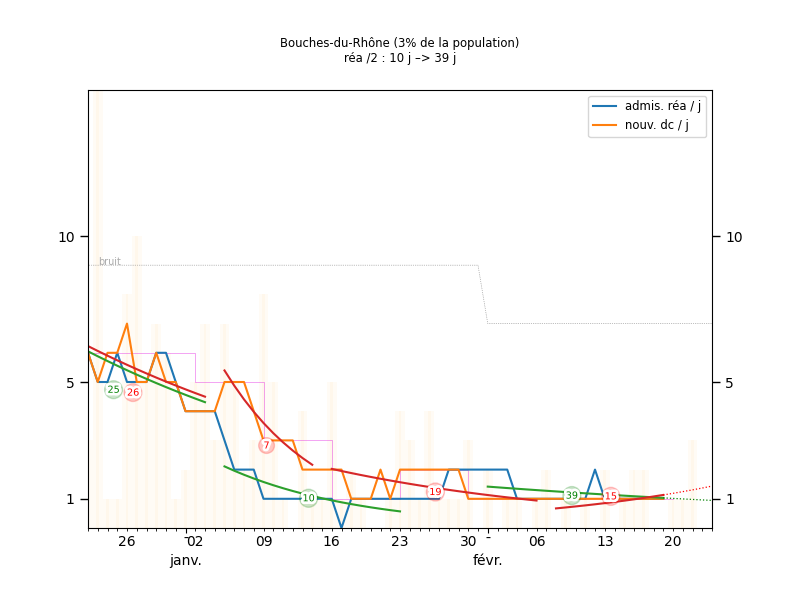 Bouches-du-Rhône (3% de la population)
réa /2 : 10 j –> 39 j
admis. réa / j
nouv. dc / j
10 10
bruit
5 5
25 26
7
19
10
39 15
1 1
26 02 09 16 23 30 06 13 20
janv. févr.